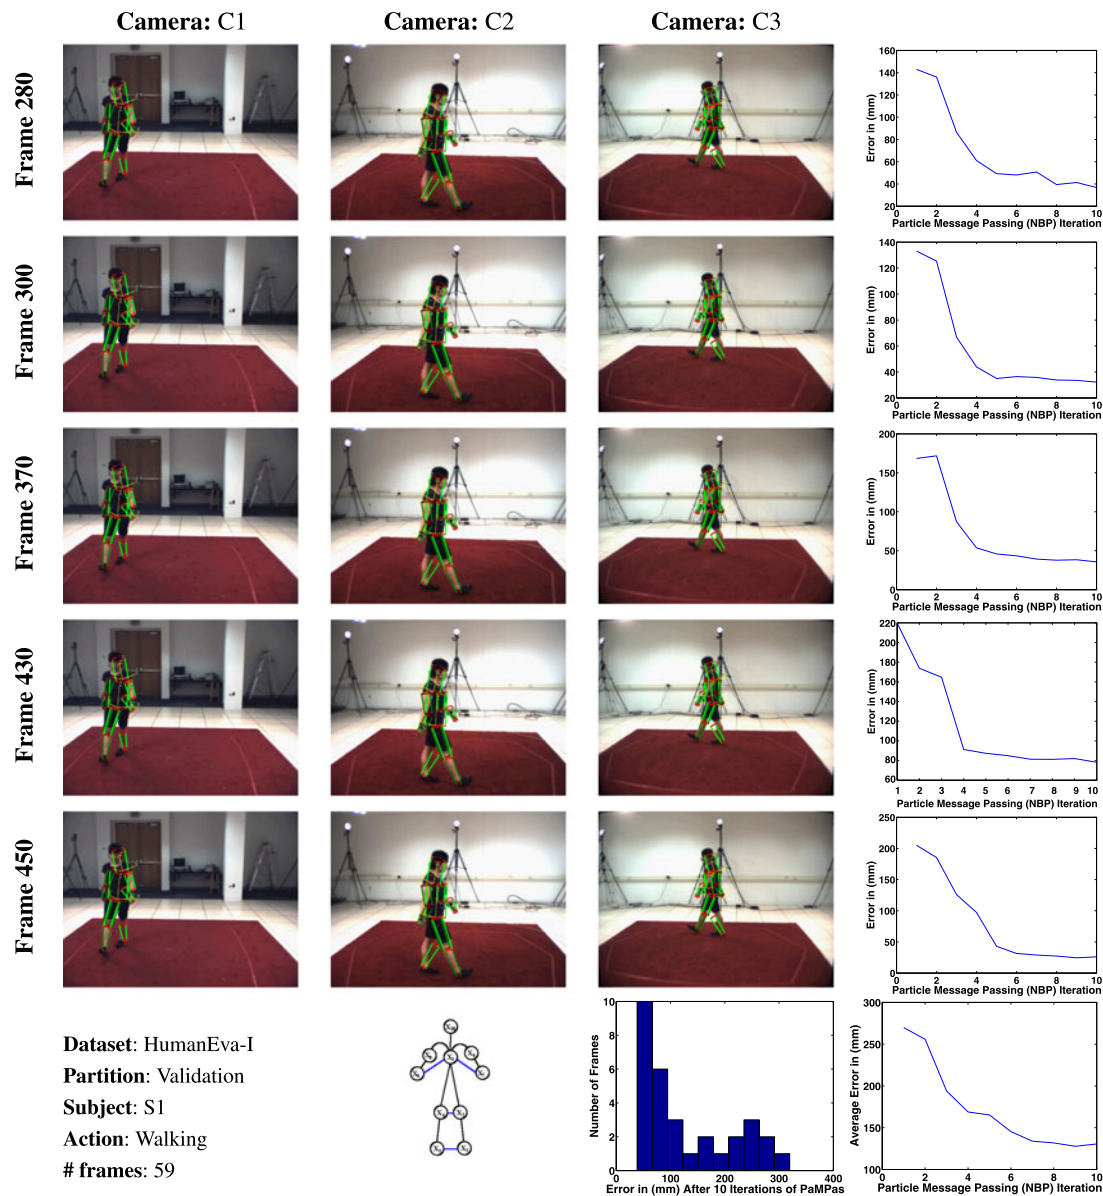 Camera: C1
Camera: C2
Camera: C3
Frame 280
160
140
120
100
80
60
40
20
Error in (mm)
0 2 4 6 8 10
Particle Message Passing (NBP) Iteration
Frame 300
140
120
100
80
60
40
20
Error in (mm)
0 2 4 6 8 10
Particle Message Passing (NBP) Iteration
Frame 370
200
150
100
50
0
Error in (mm)
0 2 4 6 8 10
Particle Message Passing (NBP) Iteration
Frame 430
220
200
180
160
140
120
100
80
60
Error in (mm)
1 2 3 4 5 6 7 8 9 10
Particle Message Passing (NBP) Iteration
Frame 450
250
200
150
100
50
0
Error in (mm)
0 2 4 6 8 10
Particle Message Passing (NBP) Iteration
Dataset: HumanEva-I
Partition: Validation
Subject: S1
Action: Walking
# frames: 59
10
8
6
4
2
0
Number of Frames
0 100 200 300 400
Error in (mm) After 10 Iterations of PaMPas
300
250
200
150
100
Average Error in (mm)
0 2 4 6 8 10
Particle Message Passing (NBP) Iteration